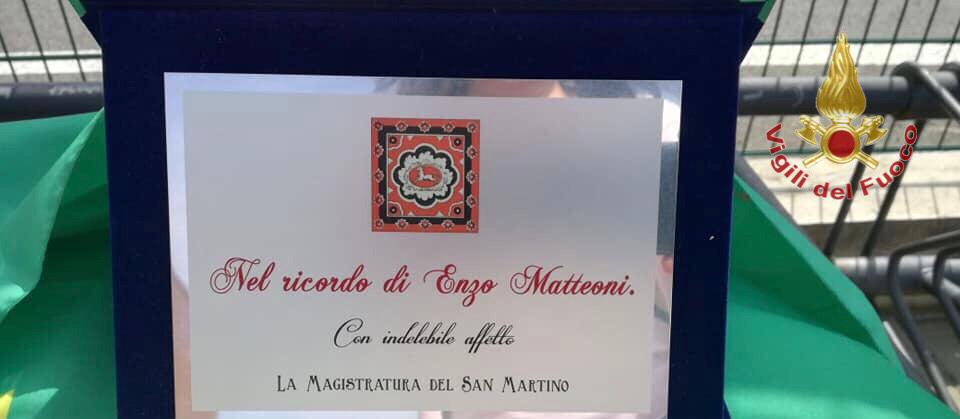 Vigili del Fuoco
Nel ricordo di Enzo Matteoni.
Con indelebile affetto
La Magistratura del San Martino